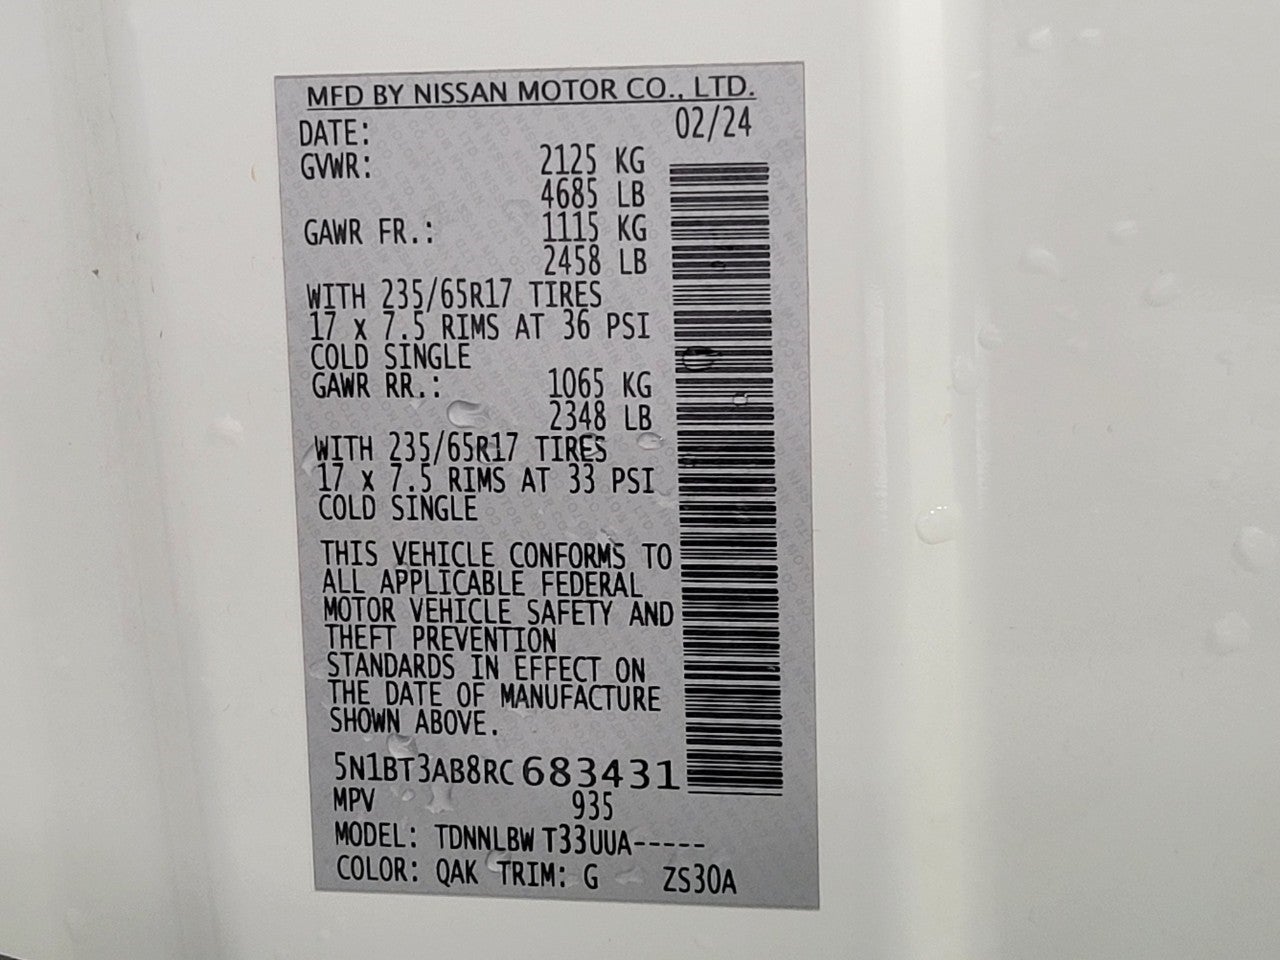 MFD BY NISSAN MOTOR CO., LTD.
DATE: 02/24
GVWR: 2125 KG
4685 LB
GAWR FR.: 1115 KG
2458 LB
WITH 235/65R17 TIRES
17 x 7.5 RIMS AT 36 PSI
COLD SINGLE
GAWR RR.: 1065 KG
2348 LB
WITH 235/65R17 TIRES
17 x 7.5 RIMS AT 33 PSI
COLD SINGLE
THIS VEHICLE CONFORMS TO
ALL APPLICABLE FEDERAL
MOTOR VEHICLE SAFETY AND
THEFT PREVENTION
STANDARDS IN EFFECT ON
THE DATE OF MANUFACTURE
SHOWN ABOVE.
5N1BT3AB8RC683431
MPV 935
MODEL: TDNNLBW T33UUA-----
COLOR: QAK TRIM: G ZS30A